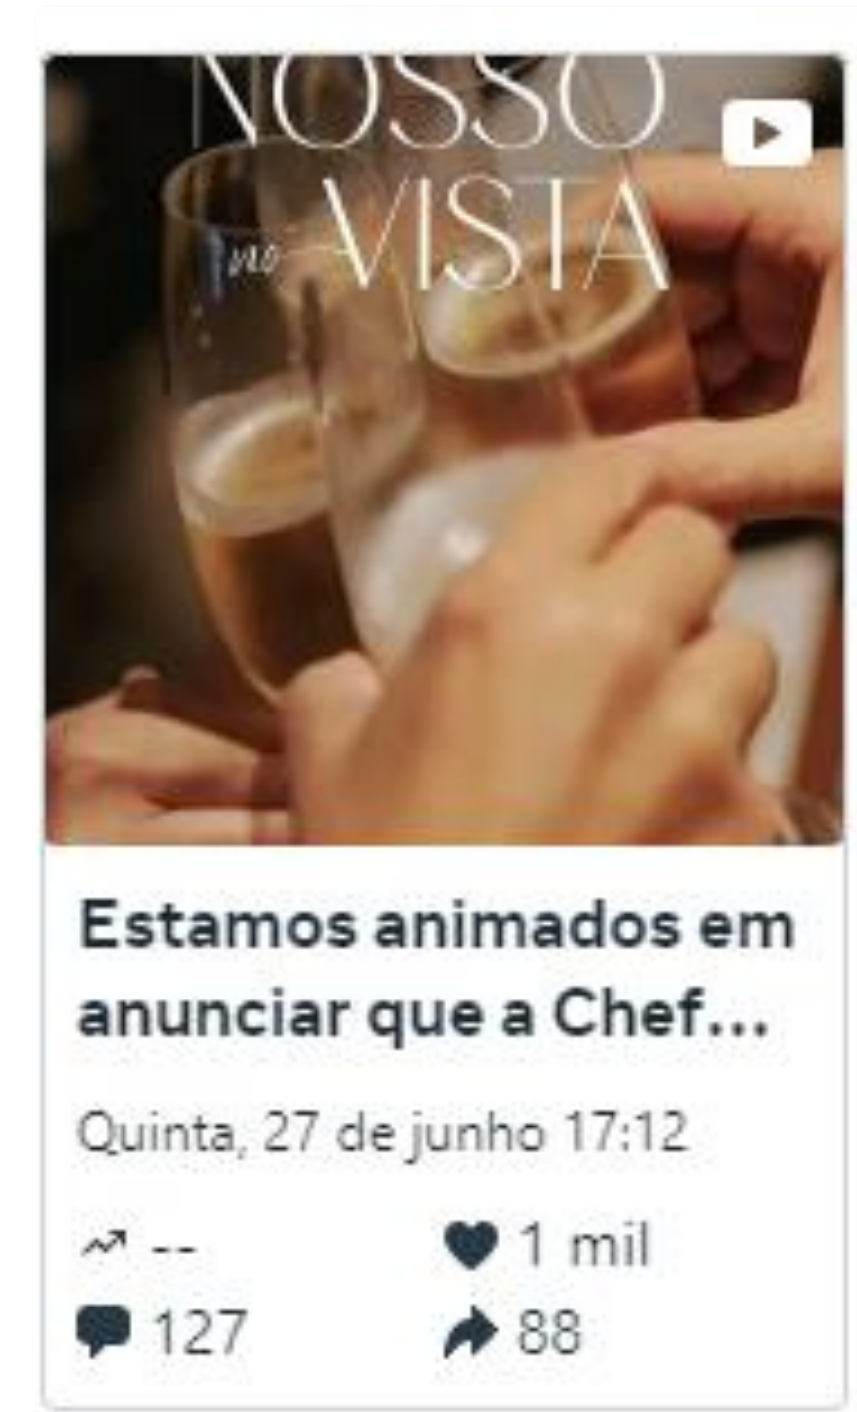 NOSSO
no VISTA
Estamos animados em
anunciar que a Chef...
Quinta, 27 de junho 17:12
-- 1 mil
127 88